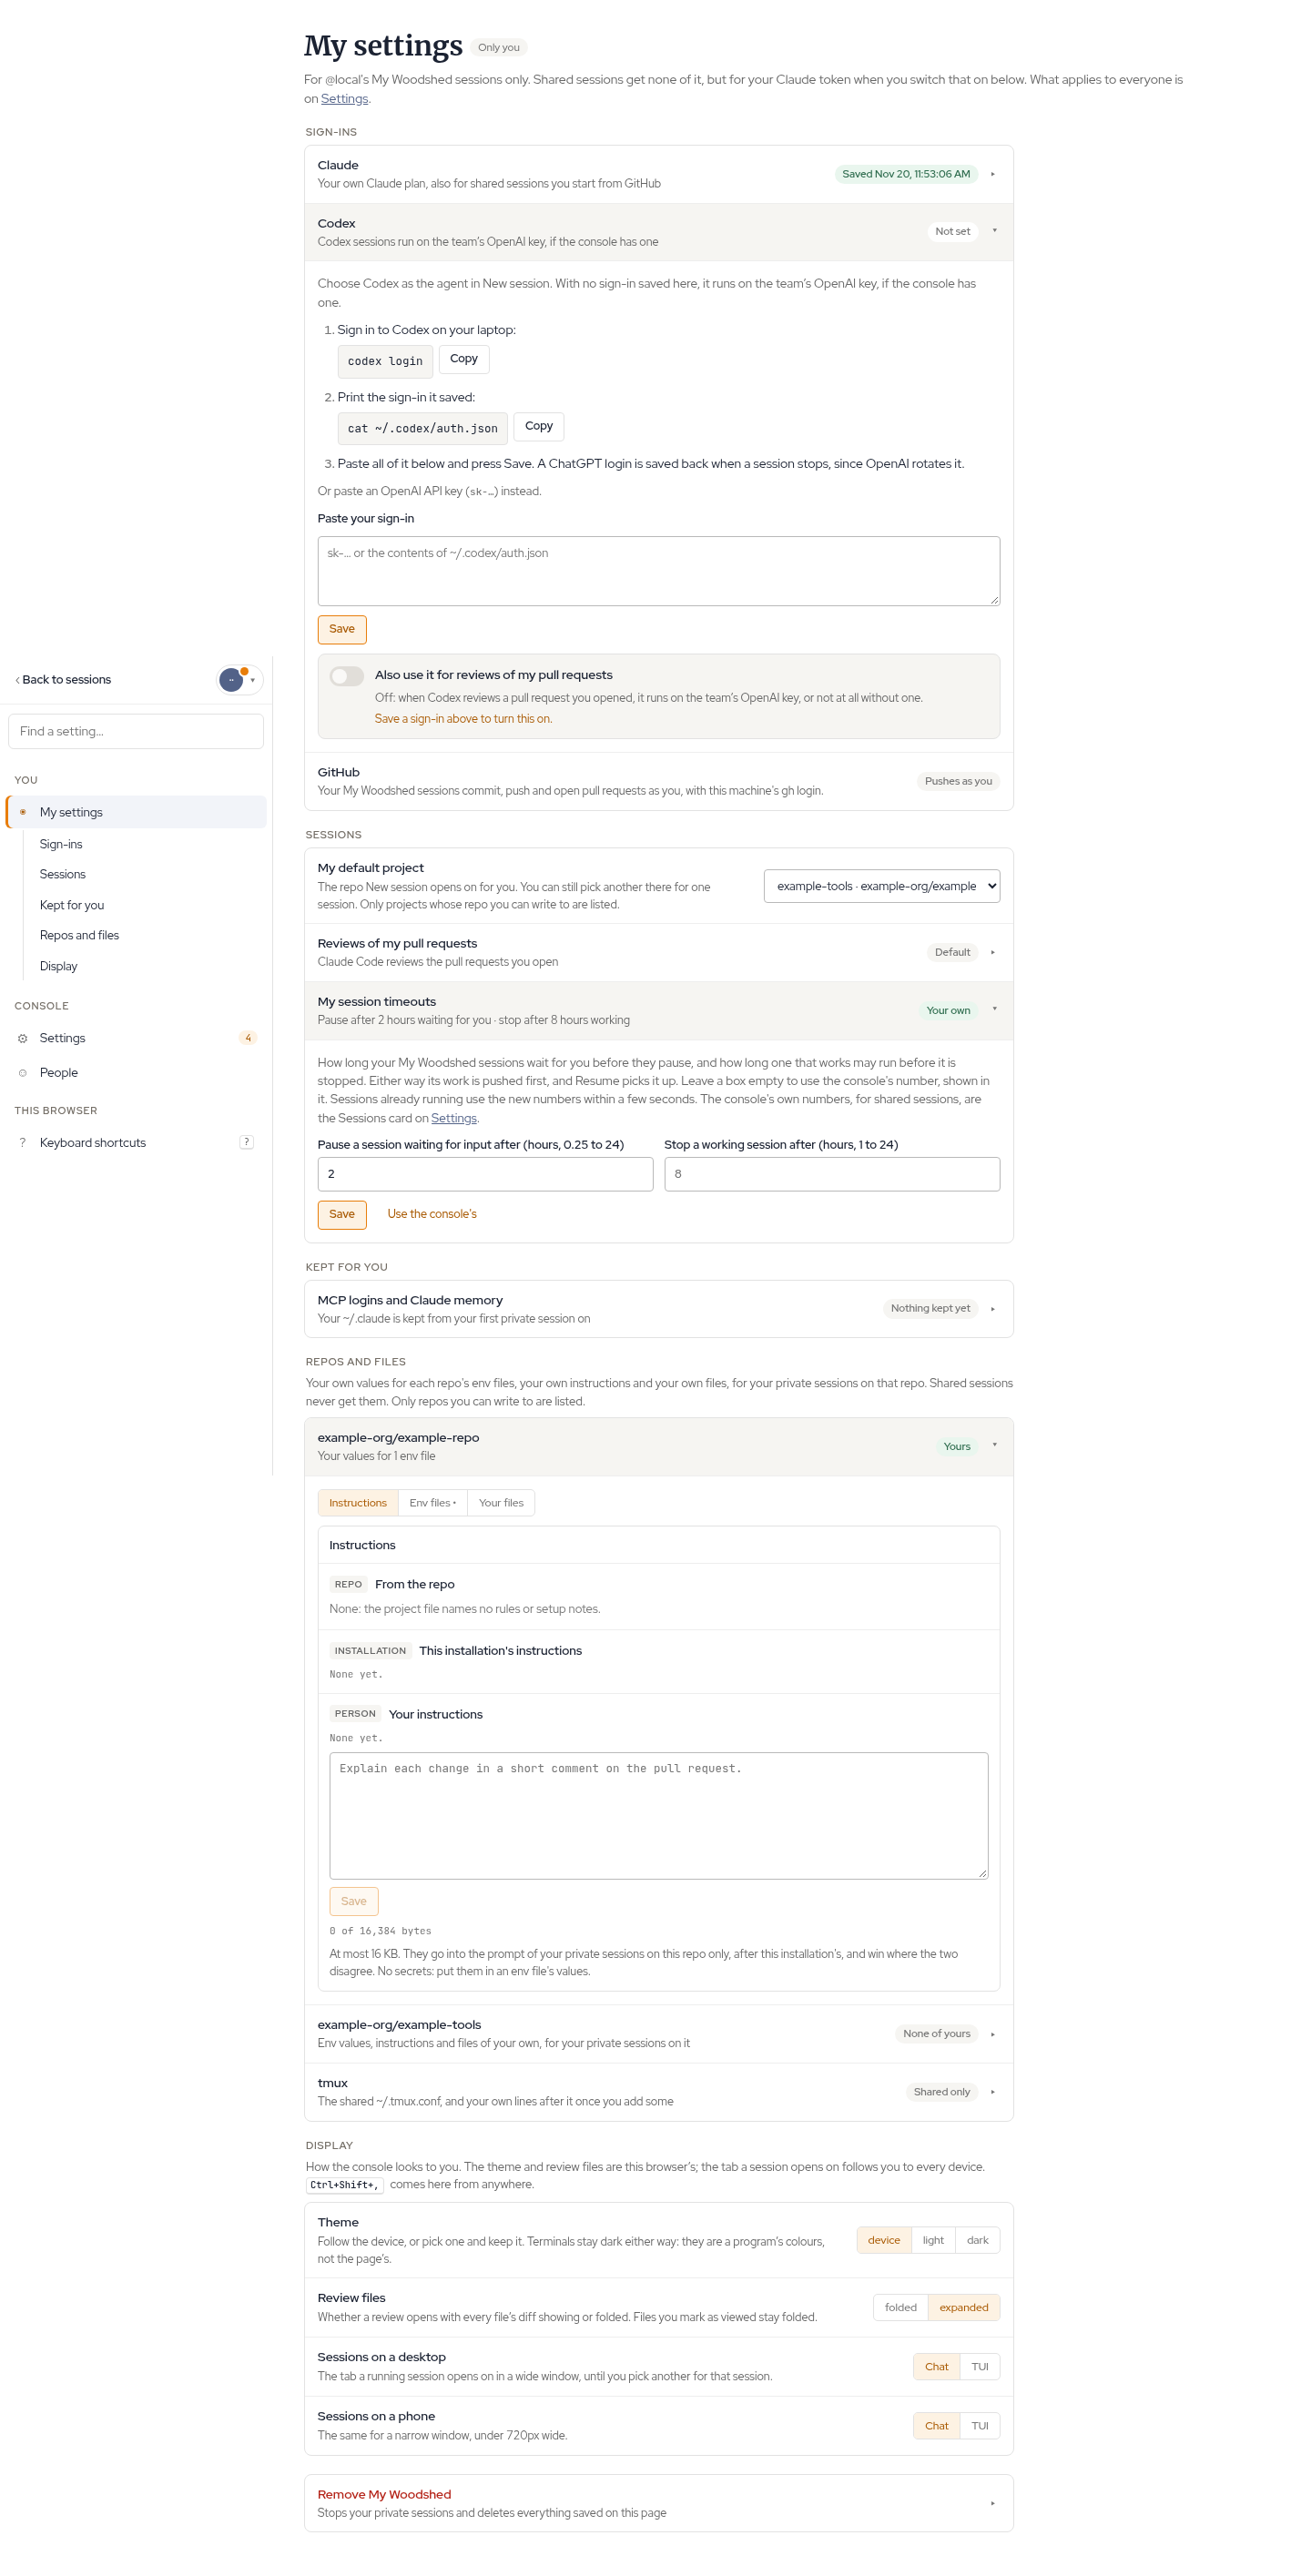 My settings Only you
For @local's My Woodshed sessions only. Shared sessions get none of it, but for your Claude token when you switch that on below. What applies to everyone is
on Settings.
SIGN-INS
Claude
Your own Claude plan, also for shared sessions you start from GitHub
Saved Nov 20, 11:53:06 AM
Codex
Codex sessions run on the team's OpenAI key, if the console has one
Not set
Choose Codex as the agent in New session. With no sign-in saved here, it runs on the team's OpenAI key, if the console has
one.
1. Sign in to Codex on your laptop:
codex login Copy
2. Print the sign-in it saved:
cat ~/.codex/auth.json Copy
3. Paste all of it below and press Save. A ChatGPT login is saved back when a session stops, since OpenAI rotates it.
Or paste an OpenAI API key (sk-…) instead.
Paste your sign-in
sk-… or the contents of ~/.codex/auth.json
Save
Also use it for reviews of my pull requests
Off: when Codex reviews a pull request you opened, it runs on the team's OpenAI key, or not at all without one.
Save a sign-in above to turn this on.
GitHub
Your My Woodshed sessions commit, push and open pull requests as you, with this machine's gh login.
Pushes as you
‹ Back to sessions
Find a setting…
YOU
My settings
Sign-ins
Sessions
Kept for you
Repos and files
Display
CONSOLE
Settings 4
People
THIS BROWSER
? Keyboard shortcuts ?
SESSIONS
My default project
The repo New session opens on for you. You can still pick another there for one
session. Only projects whose repo you can write to are listed.
example-tools · example-org/example
Reviews of my pull requests
Claude Code reviews the pull requests you open
Default
My session timeouts
Pause after 2 hours waiting for you · stop after 8 hours working
Your own
How long your My Woodshed sessions wait for you before they pause, and how long one that works may run before it is
stopped. Either way its work is pushed first, and Resume picks it up. Leave a box empty to use the console's number, shown in
it. Sessions already running use the new numbers within a few seconds. The console's own numbers, for shared sessions, are
the Sessions card on Settings.
Pause a session waiting for input after (hours, 0.25 to 24)
2
Stop a working session after (hours, 1 to 24)
8
Save Use the console's
KEPT FOR YOU
MCP logins and Claude memory
Your ~/.claude is kept from your first private session on
Nothing kept yet
REPOS AND FILES
Your own values for each repo's env files, your own instructions and your own files, for your private sessions on that repo. Shared sessions
never get them. Only repos you can write to are listed.
example-org/example-repo
Your values for 1 env file
Yours
Instructions Env files • Your files
Instructions
REPO From the repo
None: the project file names no rules or setup notes.
INSTALLATION This installation's instructions
None yet.
PERSON Your instructions
None yet.
Explain each change in a short comment on the pull request.
Save
0 of 16,384 bytes
At most 16 KB. They go into the prompt of your private sessions on this repo only, after this installation's, and win where the two
disagree. No secrets: put them in an env file's values.
example-org/example-tools
Env values, instructions and files of your own, for your private sessions on it
None of yours
tmux
The shared ~/.tmux.conf, and your own lines after it once you add some
Shared only
DISPLAY
How the console looks to you. The theme and review files are this browser's; the tab a session opens on follows you to every device.
Ctrl+Shift+, comes here from anywhere.
Theme
Follow the device, or pick one and keep it. Terminals stay dark either way: they are a program's colours,
not the page's.
device light dark
Review files
Whether a review opens with every file's diff showing or folded. Files you mark as viewed stay folded.
folded expanded
Sessions on a desktop
The tab a running session opens on in a wide window, until you pick another for that session.
Chat TUI
Sessions on a phone
The same for a narrow window, under 720px wide.
Chat TUI
Remove My Woodshed
Stops your private sessions and deletes everything saved on this page